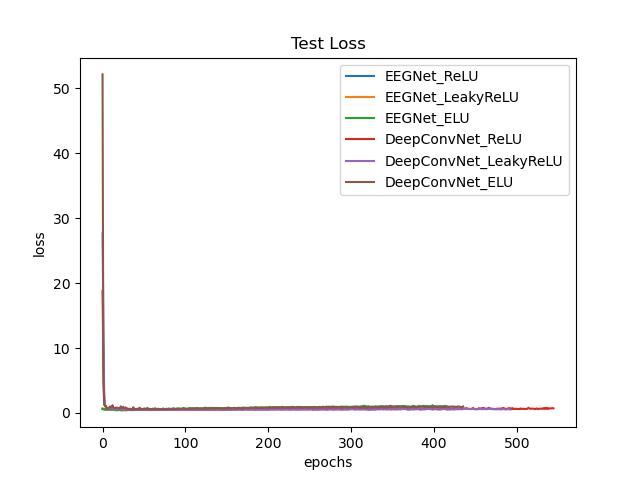 Test Loss
EEGNet_ReLU
EEGNet_LeakyReLU
EEGNet_ELU
DeepConvNet_ReLU
DeepConvNet_LeakyReLU
DeepConvNet_ELU
50
40
30
20
10
0
loss
0 100 200 300 400 500
epochs